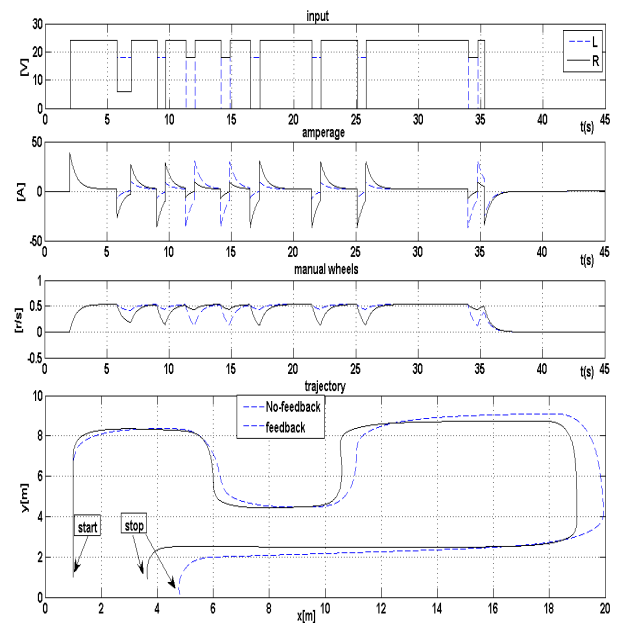 input
[V]
30
20
10
0
L
R
0 5 10 15 20 25 30 35 40 45
t(s)
amperage
[A]
50
0
-50
0 5 10 15 20 25 30 35 40 45
t(s)
manual wheels
[r/s]
1
0.5
0
-0.5
0 5 10 15 20 25 30 35 40 45
t(s)
trajectory
y[m]
10
8
6
4
2
0
No-feedback
feedback
start
stop
0 2 4 6 8 10 12 14 16 18 20
x[m]